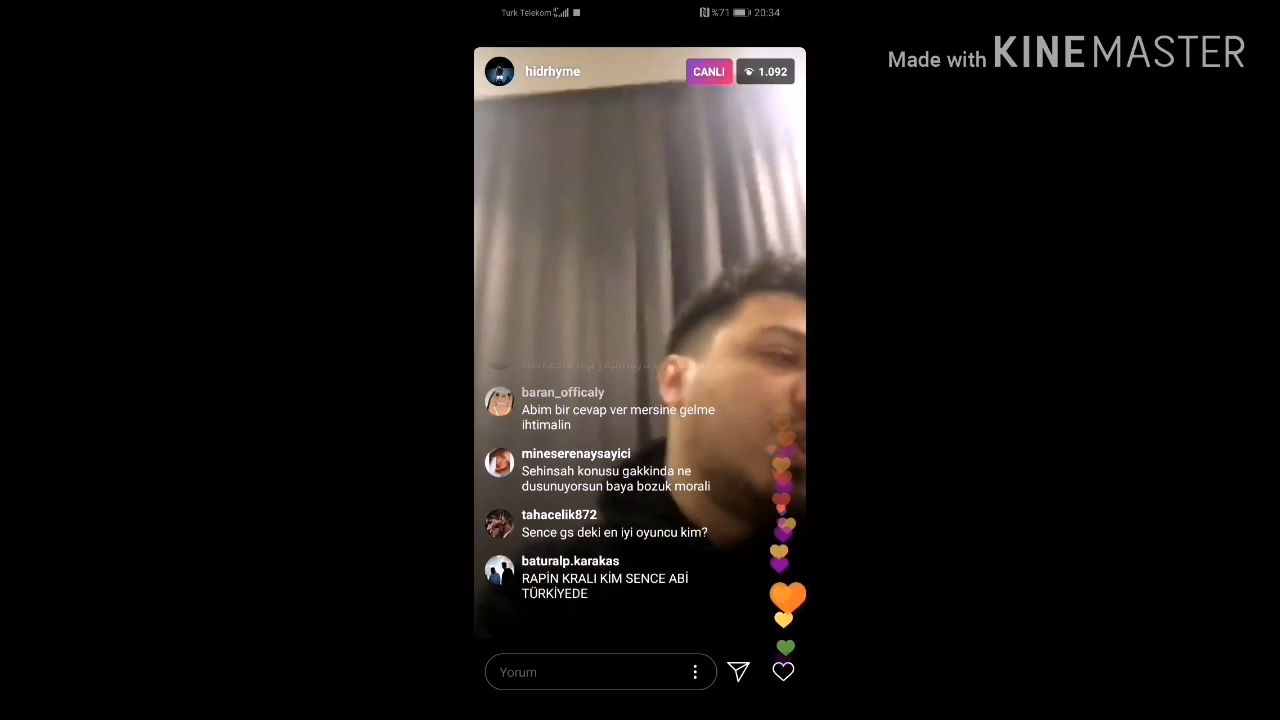 Turk Telekom
%71
20:34
Made with KINEMASTER
hidrhyme
CANLI
1.092
baran_officaly
Abim bir cevap ver mersine gelme
ihtimalin
mineserenaysayici
Sehinsah konusu gakkinda ne
dusunuyorsun baya bozuk morali
tahacelik872
Sence gs deki en iyi oyuncu kim?
baturalp.karakas
RAPİN KRALI KİM SENCE ABİ
TÜRKİYEDE
Yorum